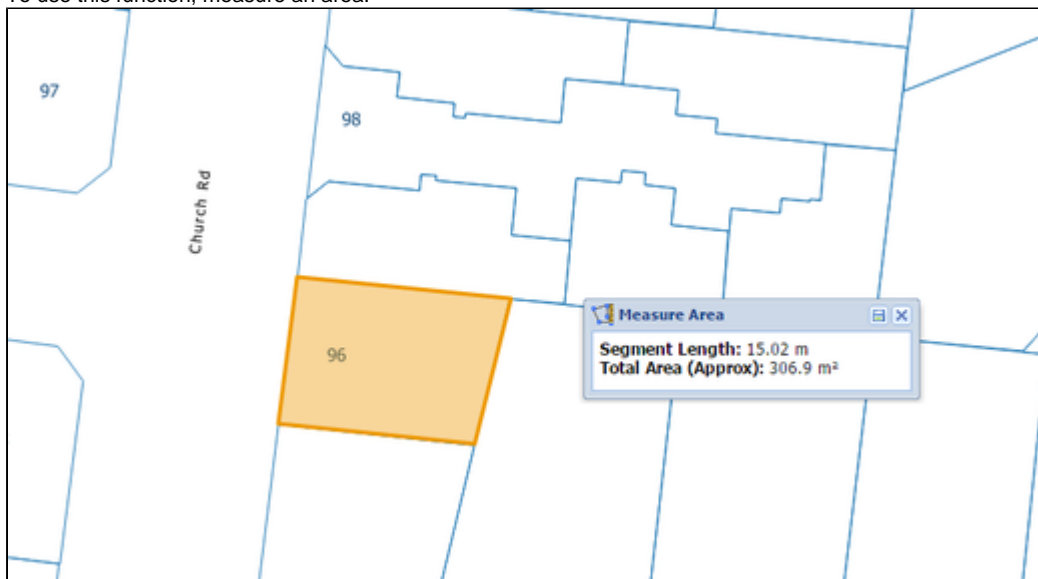 To use this function, measure an area.
97
98
Church Rd
Measure Area
Segment Length: 15.02 m
Total Area (Approx): 306.9 m²
96